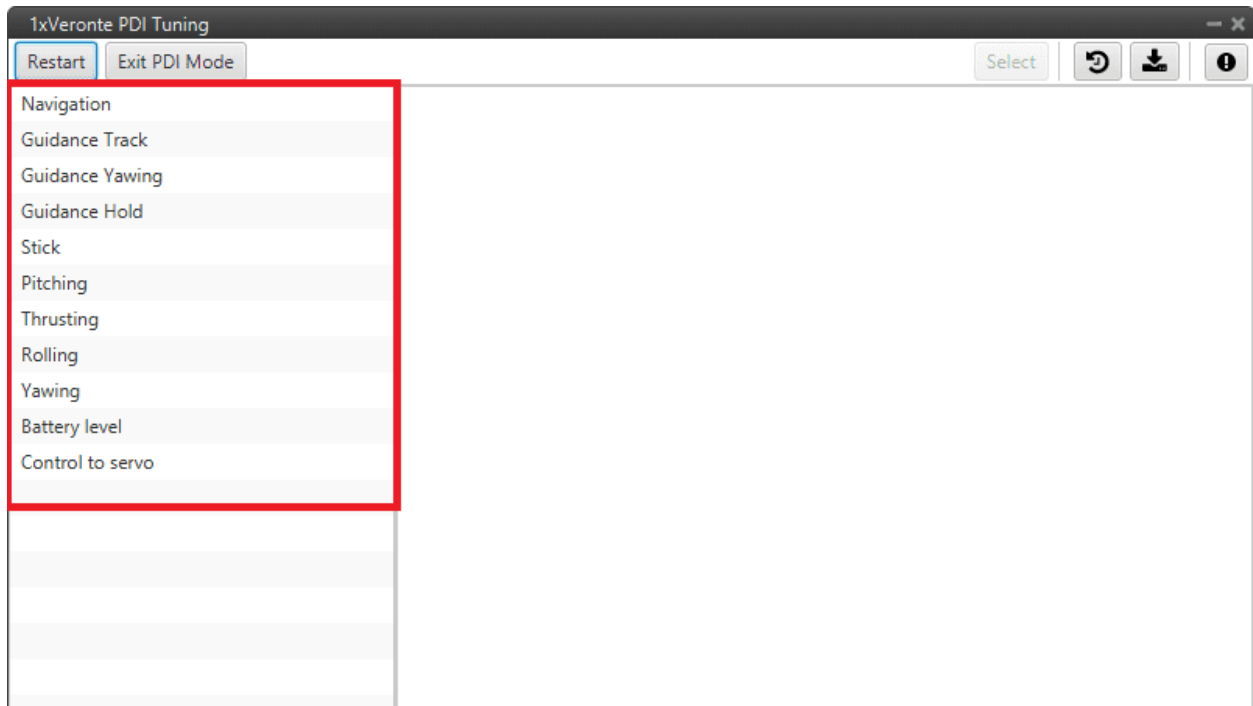 1xVeronte PDI Tuning
Restart Exit PDI Mode Select
Navigation
Guidance Track
Guidance Yawing
Guidance Hold
Stick
Pitching
Thrusting
Rolling
Yawing
Battery level
Control to servo